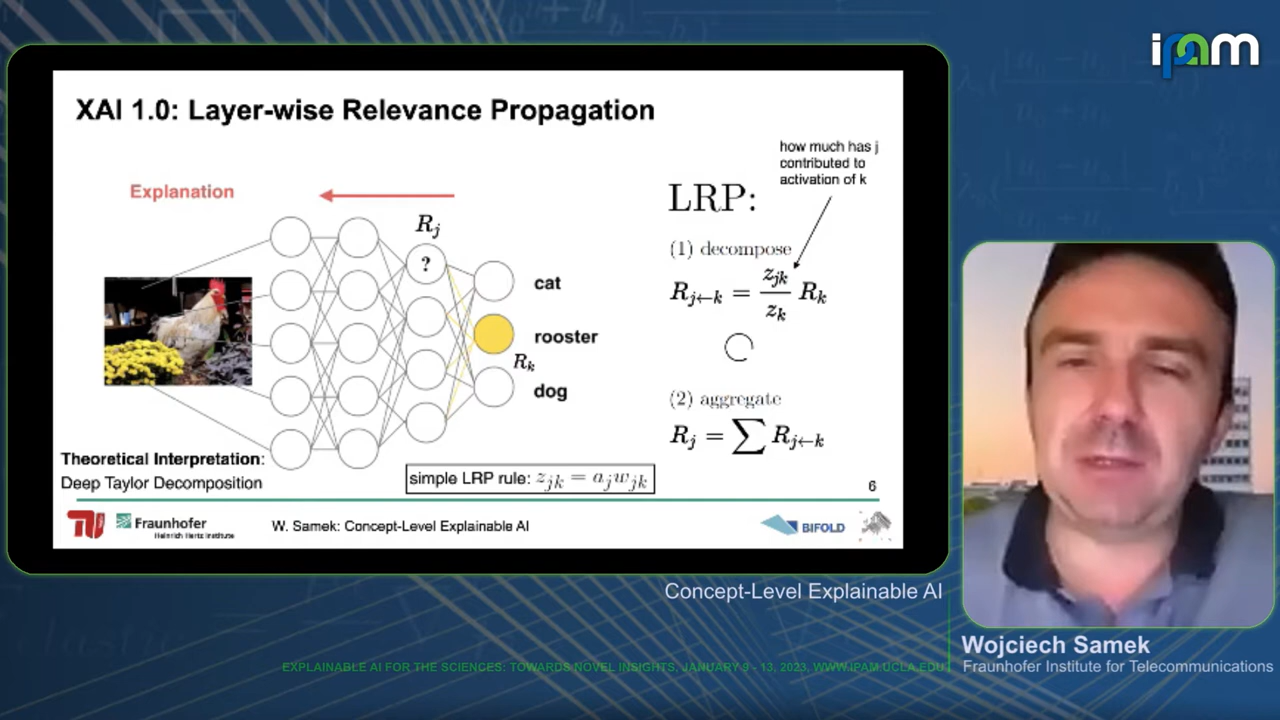 ipam
XAI 1.0: Layer-wise Relevance Propagation
how much has j
contributed to
activation of k
Explanation
LRP:
R_j
(1) decompose
?
cat
R_{j←k} = z_{jk}/z_k R_k
rooster
R_k
dog
(2) aggregate
R_j = ∑ R_{j←k}
Theoretical Interpretation:
Deep Taylor Decomposition
simple LRP rule: z_{jk} = a_j w_{jk}
6
Fraunhofer
Heinrich Hertz Institute
W. Samek: Concept-Level Explainable AI
BIFOLD
Concept-Level Explainable AI
Wojciech Samek
Fraunhofer Institute for Telecommunications
EXPLAINABLE AI FOR THE SCIENCES: TOWARDS NOVEL INSIGHTS, JANUARY 9 - 13, 2023, WWW.IPAM.UCLA.EDU